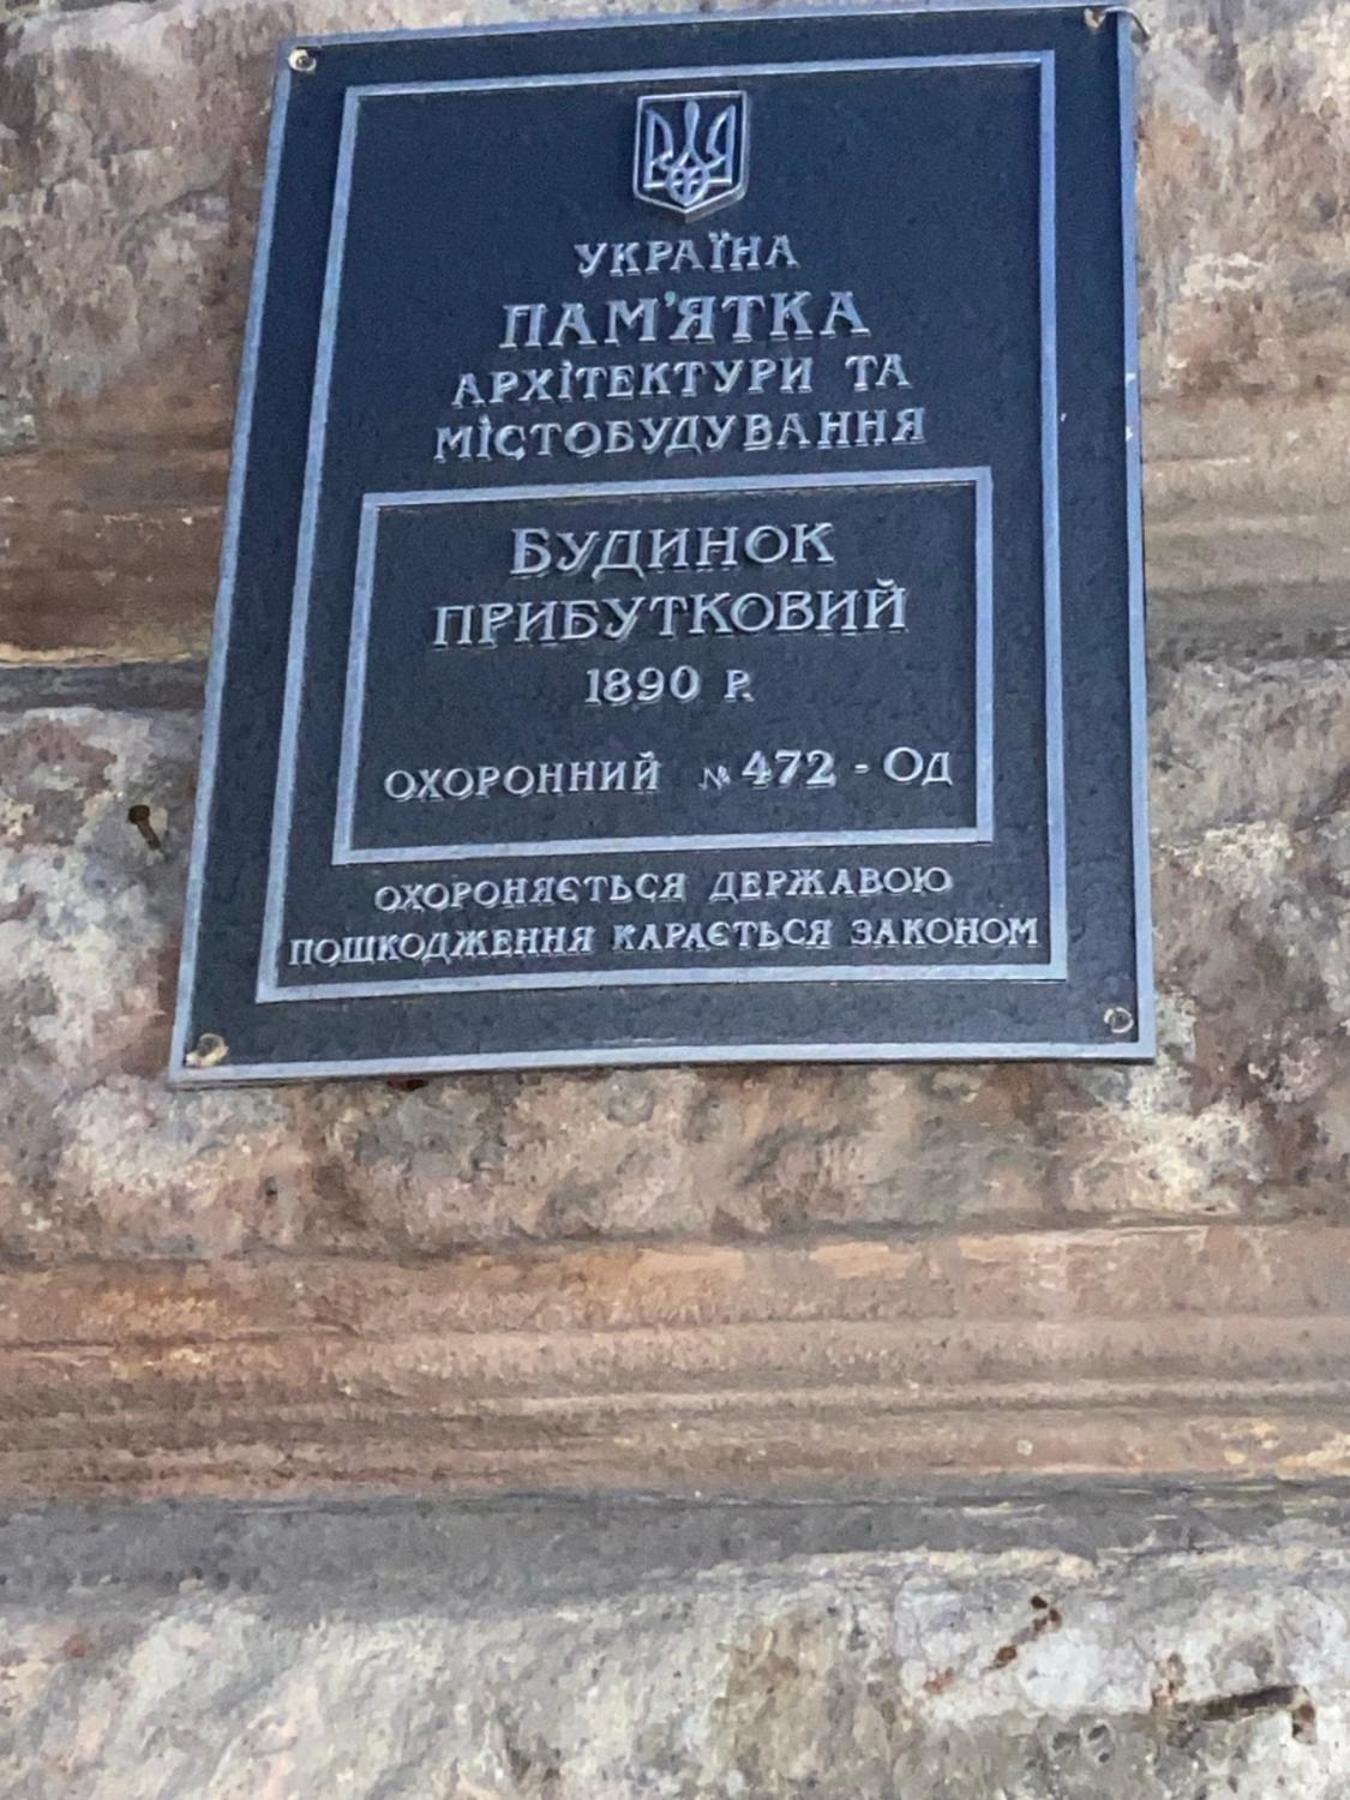 УКРАЇНА
ПАМ'ЯТКА
АРХІТЕКТУРИ ТА
МІСТОБУДУВАННЯ
БУДИНОК
ПРИБУТКОВИЙ
1890 Р.
ОХОРОННИЙ № 472 - ОД
ОХОРОНЯЄТЬСЯ ДЕРЖАВОЮ
ПОШКОДЖЕННЯ КАРАЄТЬСЯ ЗАКОНОМ